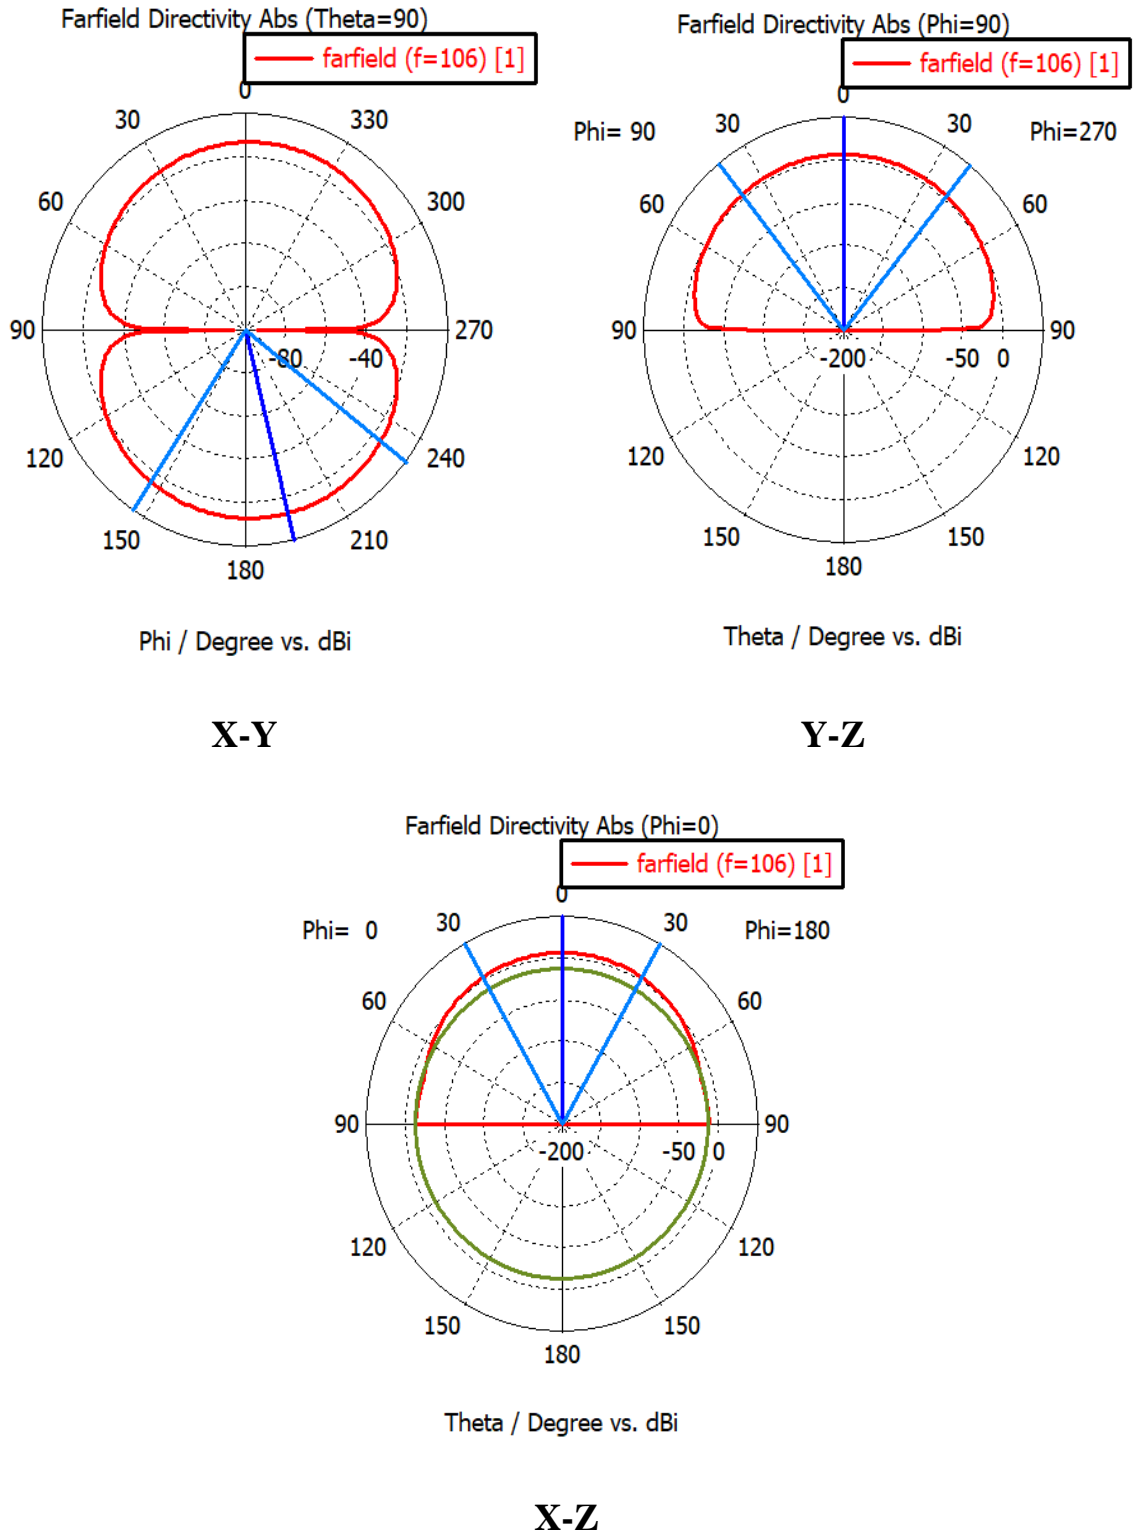 Farfield Directivity Abs (Theta=90)
farfield (f=106) [1]
0
30
330
60
300
90
270
-80
-40
120
240
150
210
180
Phi / Degree vs. dBi
X-Y
Farfield Directivity Abs (Phi=90)
farfield (f=106) [1]
0
Phi= 90
30
30
Phi=270
60
60
90
90
-200
-50
0
120
120
150
150
180
Theta / Degree vs. dBi
Y-Z
Farfield Directivity Abs (Phi=0)
farfield (f=106) [1]
0
Phi= 0
30
30
Phi=180
60
60
90
90
-200
-50
0
120
120
150
150
180
Theta / Degree vs. dBi
X-Z